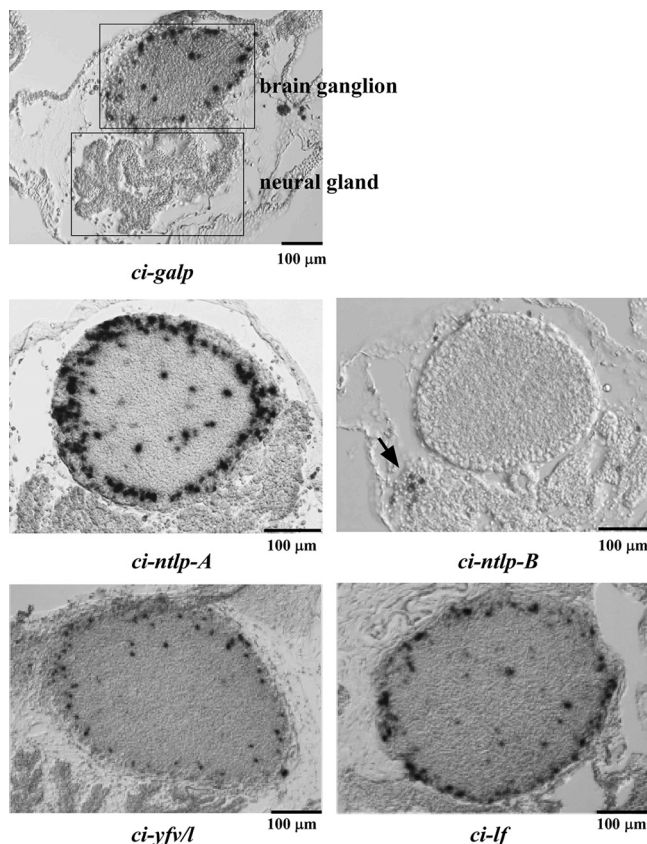 brain ganglion
neural gland
100 μm
ci-galp
100 μm
100 μm
ci-ntlp-A
ci-ntlp-B
100 μm
100 μm
ci-yfv/l
ci-lf